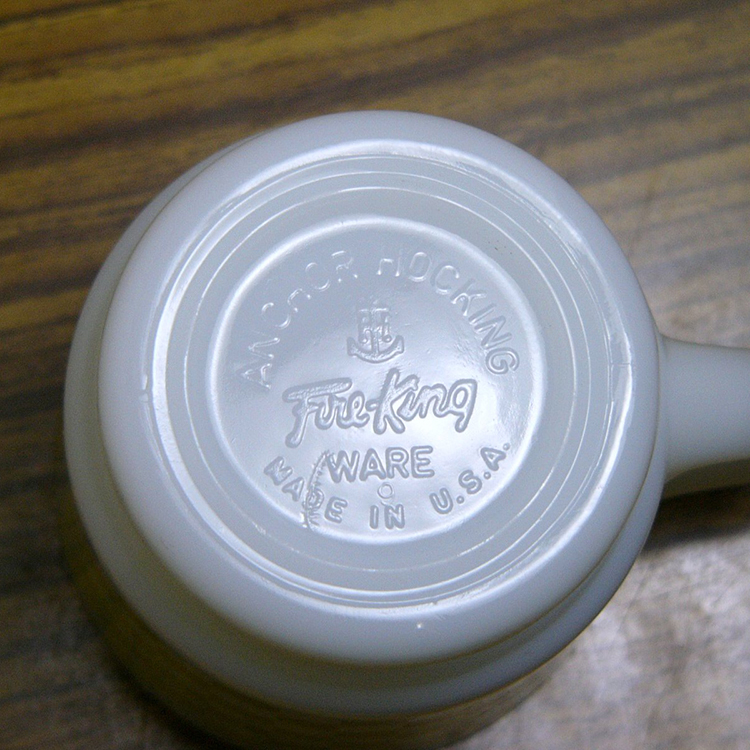 ANCHOR HOCKING
Fire-King
WARE
MADE IN U.S.A.